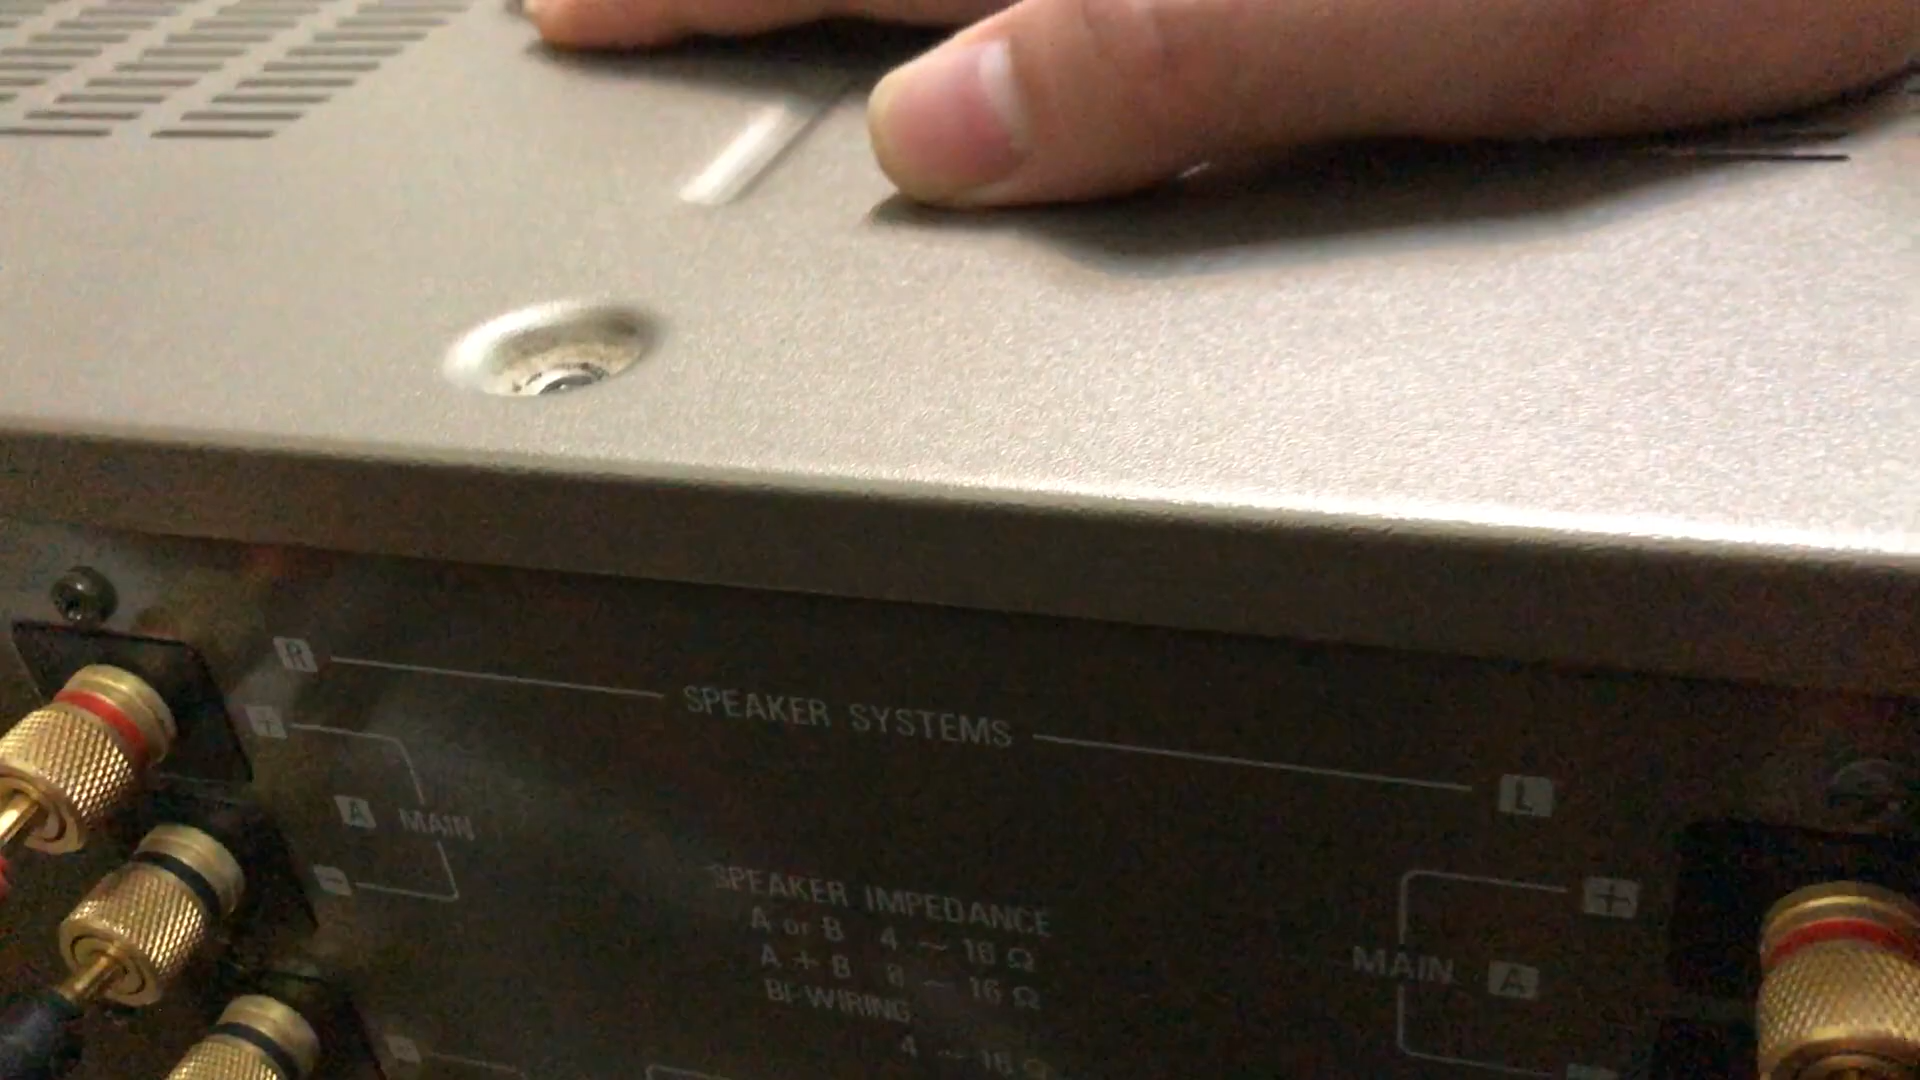 R SPEAKER SYSTEMS L
+
A MAIN
−
SPEAKER IMPEDANCE
A or B 4 ~ 16 Ω
A + B 8 ~ 16 Ω
BI-WIRING
4 ~ 16 Ω
+
MAIN A